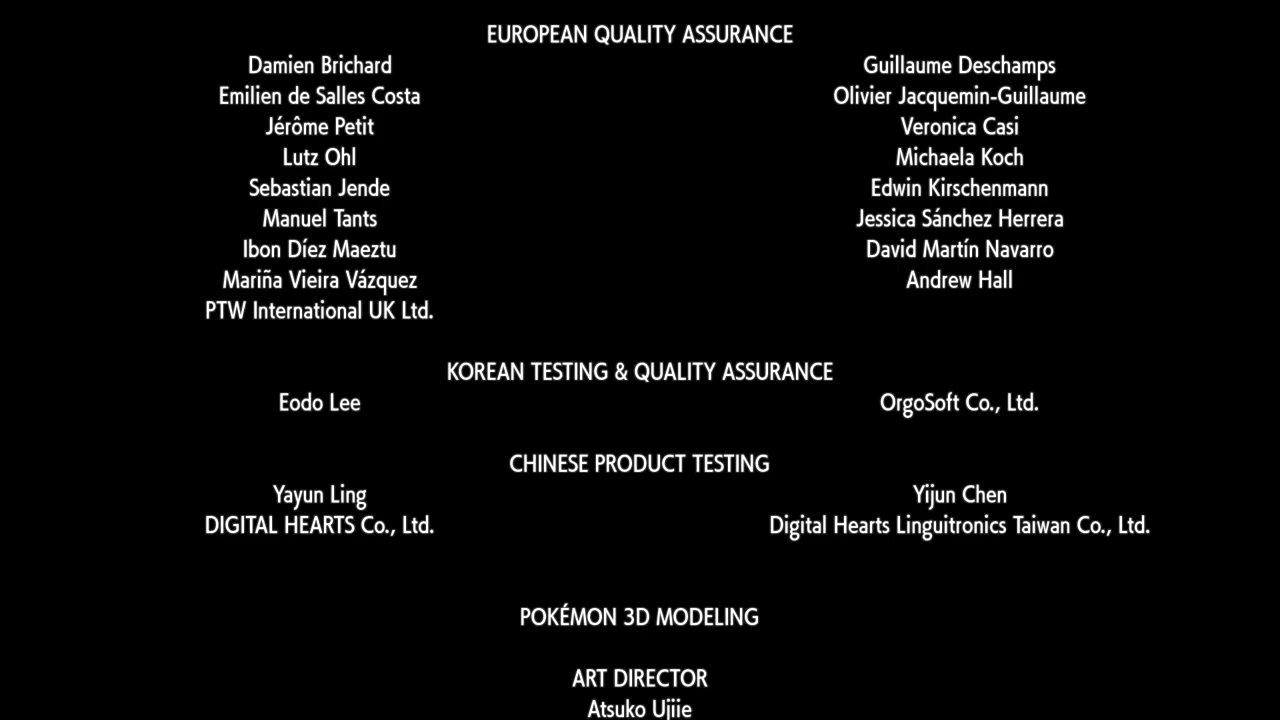 EUROPEAN QUALITY ASSURANCE
Damien Brichard Guillaume Deschamps
Emilien de Salles Costa Olivier Jacquemin-Guillaume
Jérôme Petit Veronica Casi
Lutz Ohl Michaela Koch
Sebastian Jende Edwin Kirschenmann
Manuel Tants Jessica Sánchez Herrera
Ibon Díez Maeztu David Martín Navarro
Mariña Vieira Vázquez Andrew Hall
PTW International UK Ltd.
KOREAN TESTING & QUALITY ASSURANCE
Eodo Lee OrgoSoft Co., Ltd.
CHINESE PRODUCT TESTING
Yayun Ling Yijun Chen
DIGITAL HEARTS Co., Ltd. Digital Hearts Linguitronics Taiwan Co., Ltd.
POKÉMON 3D MODELING
ART DIRECTOR
Atsuko Ujiie